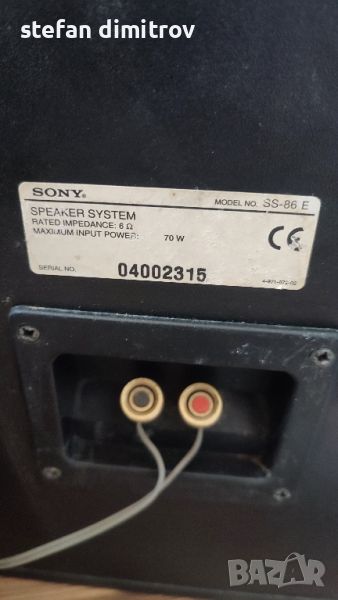 stefan dimitrov
SONY®
MODEL NO. SS-86 E
SPEAKER SYSTEM
RATED IMPEDANCE: 6 Ω
MAXIMUM INPUT POWER: 70 W
CE
SERIAL NO. 04002315
bazar